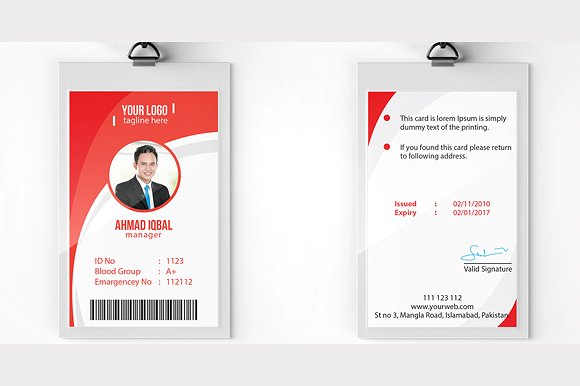 YOUR LOGO
tagline here
AHMAD IQBAL
manager
ID No : 1123
Blood Group : A+
Emargencey No : 112112
This card is lorem Ipsum is simply
dummy text of the printing.
If you found this card please return
to following address.
Issued : 02/11/2010
Expiry : 02/01/2017
Valid Signature
111 123 112
www.yourweb.com
St no 3, Mangla Road, Islamabad, Pakistan